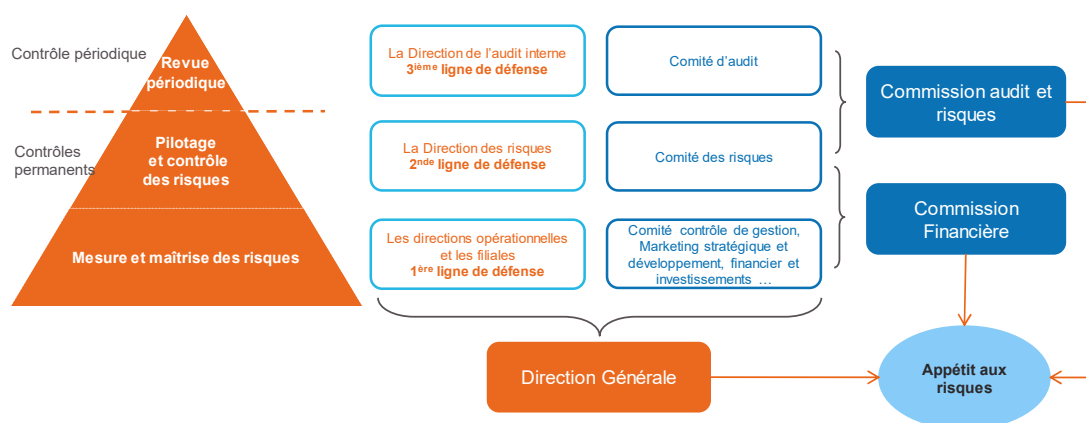 Contrôle périodique
Revue
périodique
Contrôles
permanents
Pilotage
et contrôle
des risques
Mesure et maîtrise des risques
La Direction de l'audit interne
3ième ligne de défense
Comité d'audit
La Direction des risques
2nde ligne de défense
Comité des risques
Les directions opérationnelles
et les filiales
1ère ligne de défense
Comité contrôle de gestion,
Marketing stratégique et
développement, financier et
investissements ...
Commission audit et
risques
Commission
Financière
Direction Générale
Appétit aux
risques